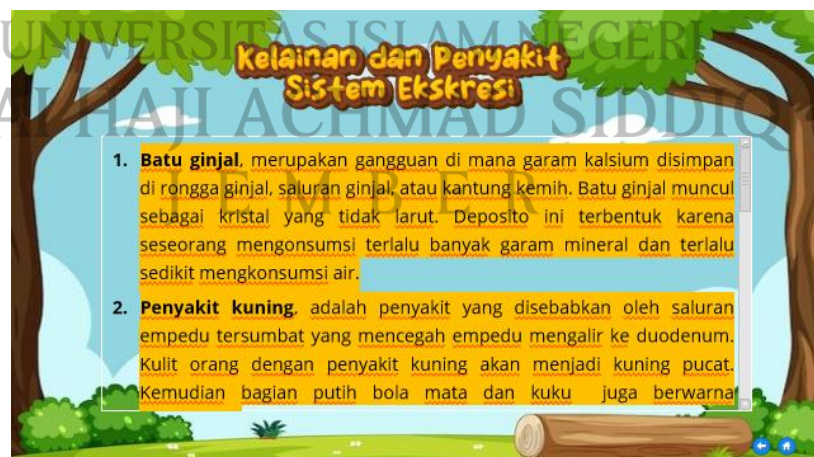 UNIVERSITAS ISLAM NEGERI
Kelainan dan Penyakit
Sistem Ekskresi
HAJI ACHMAD SIDDIQ
1. Batu ginjal, merupakan gangguan di mana garam kalsium disimpan
di rongga ginjal, saluran ginjal, atau kantung kemih. Batu ginjal muncul
JEMBER
sebagai kristal yang tidak larut. Deposito ini terbentuk karena
seseorang mengonsumsi terlalu banyak garam mineral dan terlalu
sedikit mengkonsumsi air.
2. Penyakit kuning, adalah penyakit yang disebabkan oleh saluran
empedu tersumbat yang mencegah empedu mengalir ke duodenum.
Kulit orang dengan penyakit kuning akan menjadi kuning pucat.
Kemudian bagian putih bola mata dan kuku juga berwarna